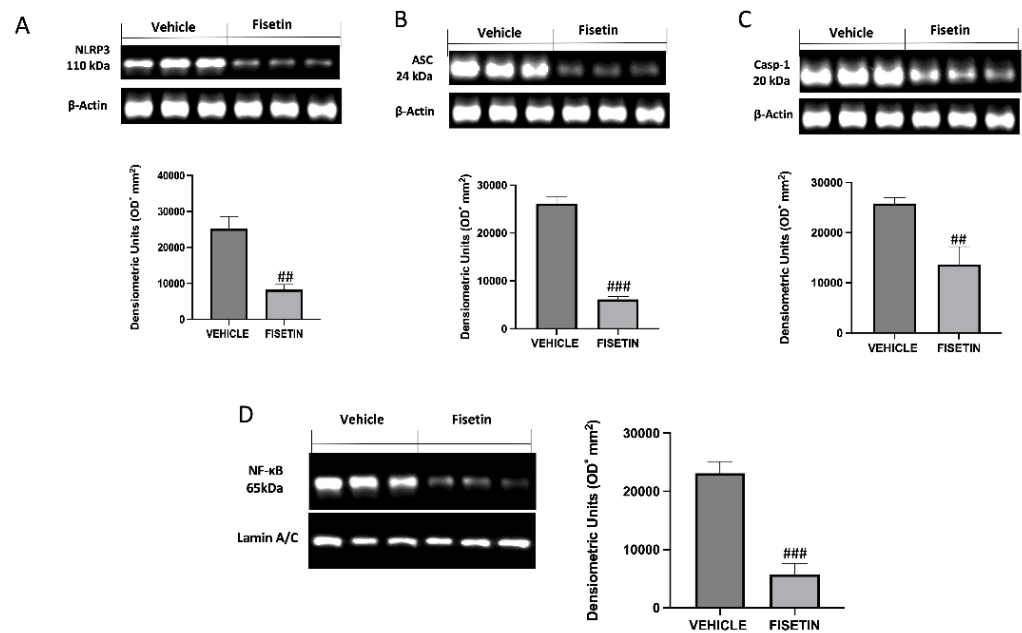 A
Vehicle
Fisetin
NLRP3
110 kDa
β-Actin
Densiometric Units (OD* mm²)
40000
30000
20000
10000
0
##
VEHICLE
FISETIN
B
Vehicle
Fisetin
ASC
24 kDa
β-Actin
Densiometric Units (OD* mm²)
30000
20000
10000
0
###
VEHICLE
FISETIN
C
Vehicle
Fisetin
Casp-1
20 kDa
β-Actin
Densiometric Units (OD* mm²)
30000
20000
10000
0
##
VEHICLE
FISETIN
D
Vehicle
Fisetin
NF-κB
65kDa
Lamin A/C
Densiometric Units (OD* mm²)
30000
20000
10000
0
###
VEHICLE
FISETIN